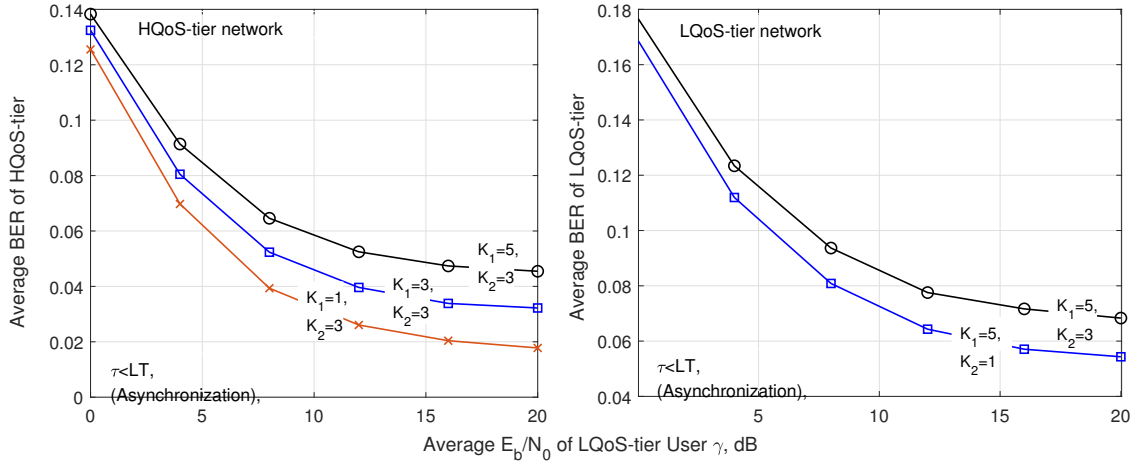 HQoS-tier network
0.14
0.12
0.1
0.08
0.06
0.04
0.02
0
Average BER of HQoS-tier
K₁=5,
K₂=3
K₁=3,
K₂=3
K₁=1,
K₂=3
τ<LT,
(Asynchronization),
0 5 10 15 20
LQoS-tier network
0.18
0.16
0.14
0.12
0.1
0.08
0.06
0.04
Average BER of LQoS-tier
K₁=5,
K₂=3
K₁=5,
K₂=1
τ<LT,
(Asynchronization),
5 10 15 20
Average E_b/N₀ of LQoS-tier User γ, dB